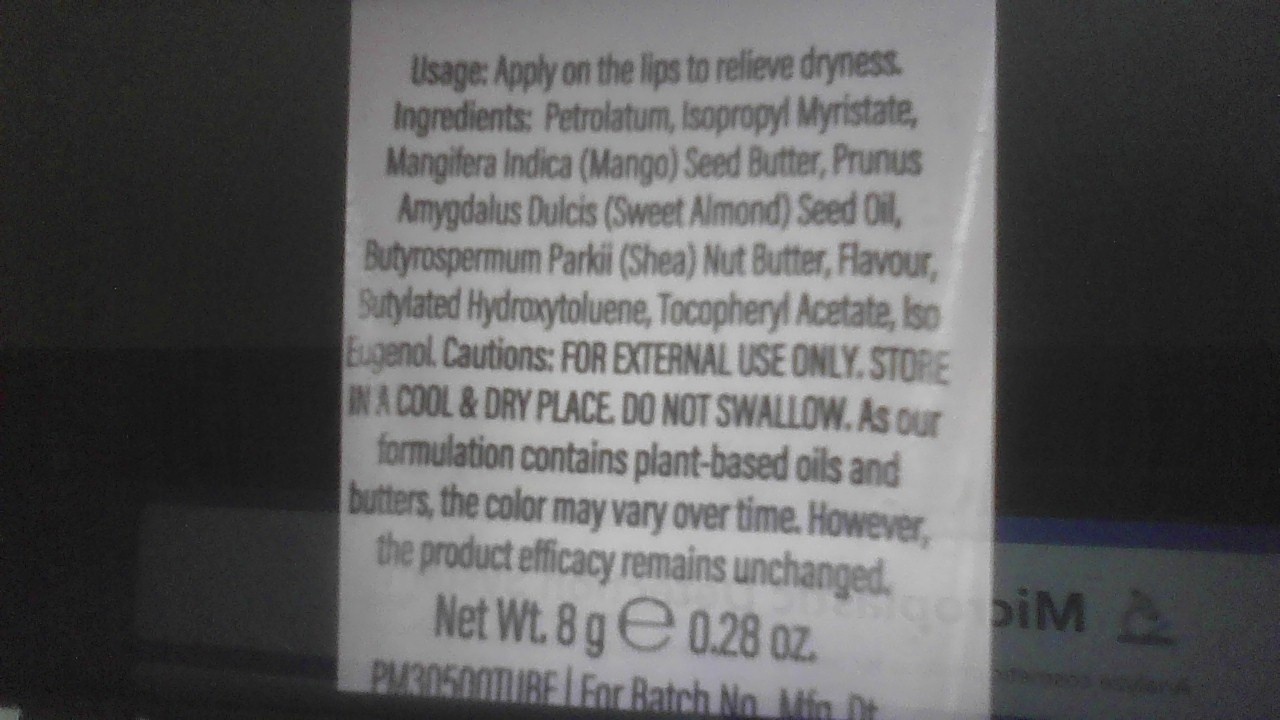 Usage: Apply on the lips to relieve dryness.
Ingredients: Petrolatum, Isopropyl Myristate,
Mangifera Indica (Mango) Seed Butter, Prunus
Amygdalus Dulcis (Sweet Almond) Seed Oil,
Butyrospermum Parkii (Shea) Nut Butter, Flavour,
Butylated Hydroxytoluene, Tocopheryl Acetate, Iso
Eugenol. Cautions: FOR EXTERNAL USE ONLY. STORE
IN A COOL & DRY PLACE. DO NOT SWALLOW. As our
formulation contains plant-based oils and
butters, the color may vary over time. However,
the product efficacy remains unchanged.
Net Wt. 8 g e 0.28 oz.
PM30500TUBE | For Batch No., Mfg. Dt